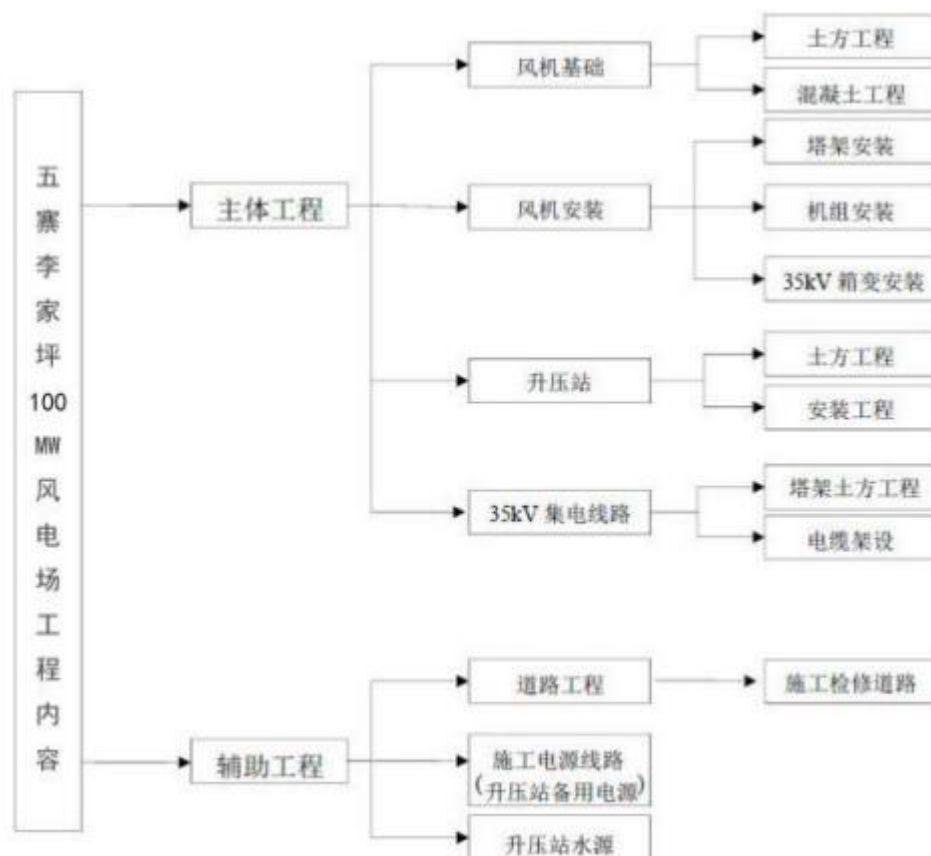 五寨李家坪100MW风电场工程内容
主体工程
风机基础
土方工程
混凝土工程
风机安装
塔架安装
机组安装
35kV 箱变安装
升压站
土方工程
安装工程
35kV 集电线路
塔架土方工程
电缆架设
辅助工程
道路工程
施工检修道路
施工电源线路
(升压站备用电源)
升压站水源